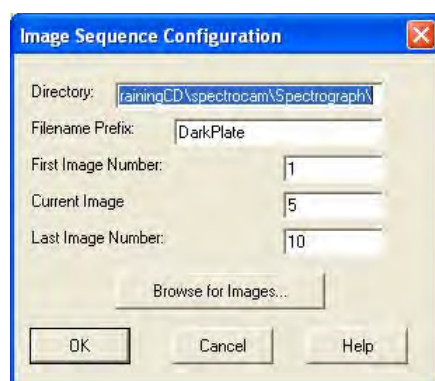 Image Sequence Configuration
Directory: rainingCD\spectrocam\Spectrograph\
Filename Prefix: DarkPlate
First Image Number: 1
Current Image 5
Last Image Number: 10
Browse for Images...
OK Cancel Help